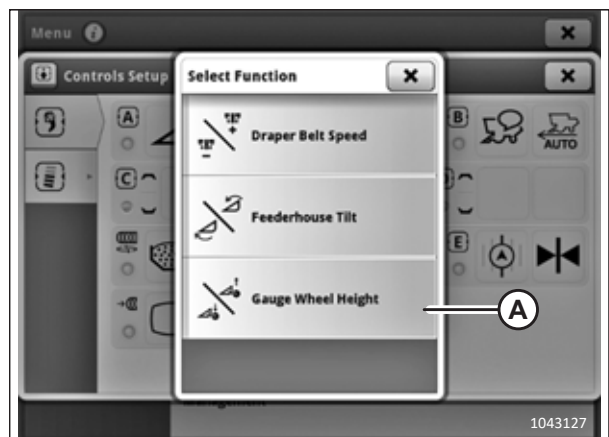 Menu
Controls Setup
Select Function
A
B
Draper Belt Speed
AUTO
C
Feederhouse Tilt
E
Gauge Wheel Height
A
1043127